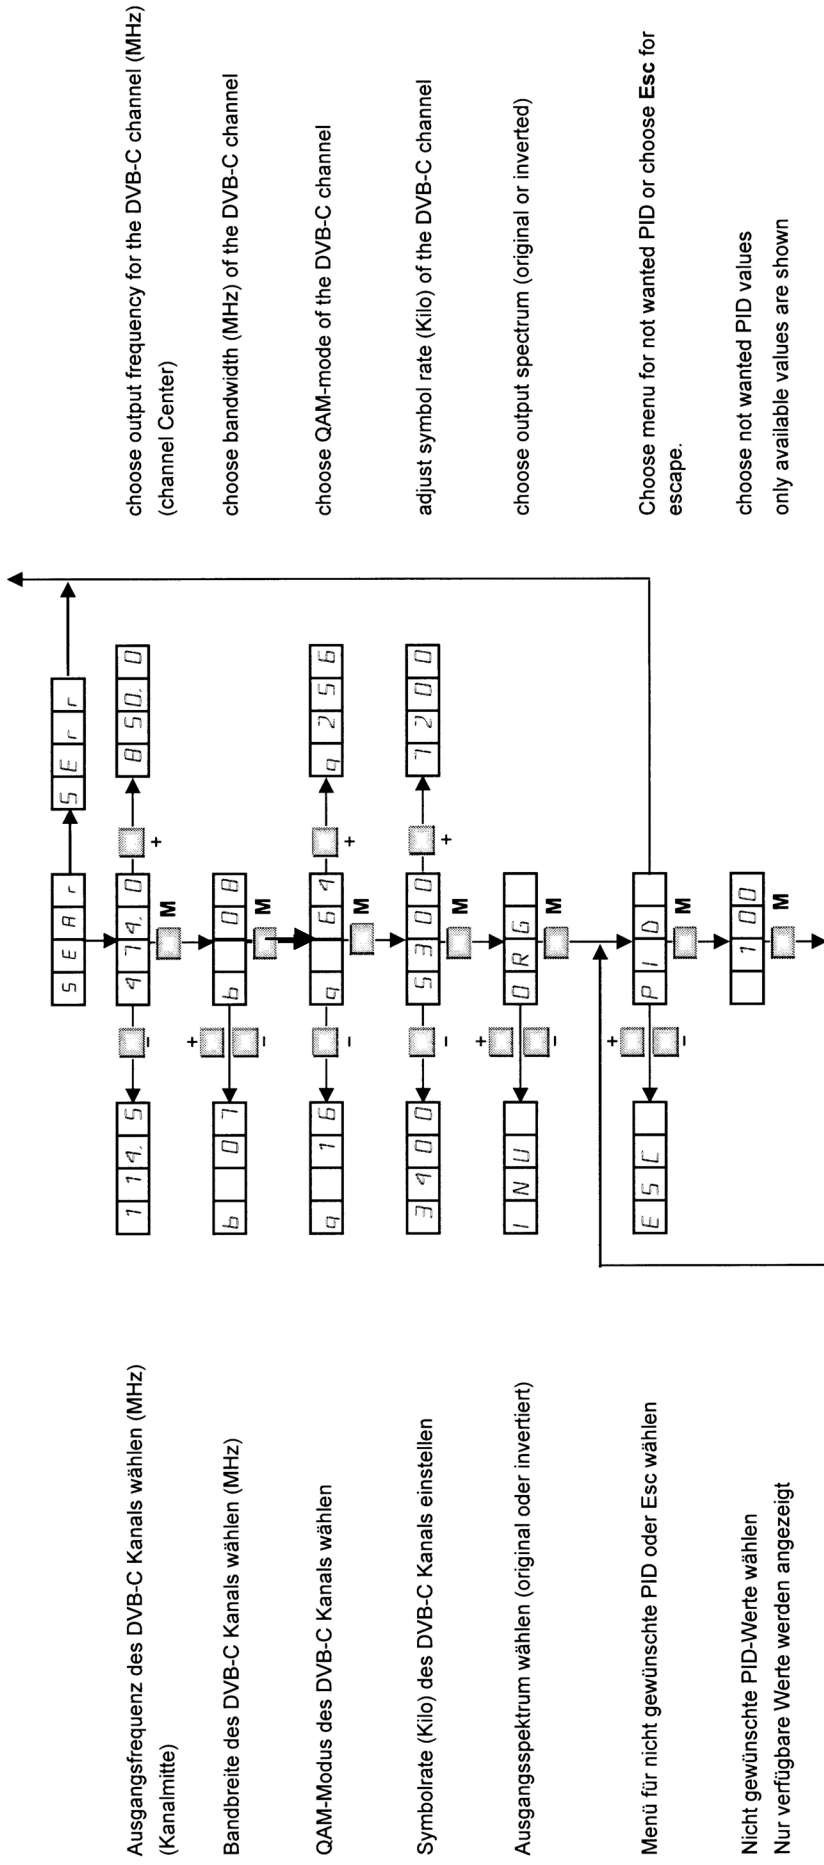 SEAr SErr
Ausgangsfrequenz des DVB-C Kanals wählen (MHz)
(Kanalmitte)
114.5 - 474.0 + 850.0
M
choose output frequency for the DVB-C channel (MHz)
(channel Center)
Bandbreite des DVB-C Kanals wählen (MHz)
b 07 + - b 08
M
choose bandwidth (MHz) of the DVB-C channel
QAM-Modus des DVB-C Kanals wählen
q 16 - q 64 + q256
M
choose QAM-mode of the DVB-C channel
Symbolrate (Kilo) des DVB-C Kanals einstellen
3400 - 5300 + 7200
M
adjust symbol rate (Kilo) of the DVB-C channel
Ausgangsspektrum wählen (original oder invertiert)
INU + - ORG
M
choose output spectrum (original or inverted)
Menü für nicht gewünschte PID oder Esc wählen
ESC + - PID
M
Choose menu for not wanted PID or choose Esc for
escape.
Nicht gewünschte PID-Werte wählen
Nur verfügbare Werte werden angezeigt
100
M
choose not wanted PID values
only available values are shown